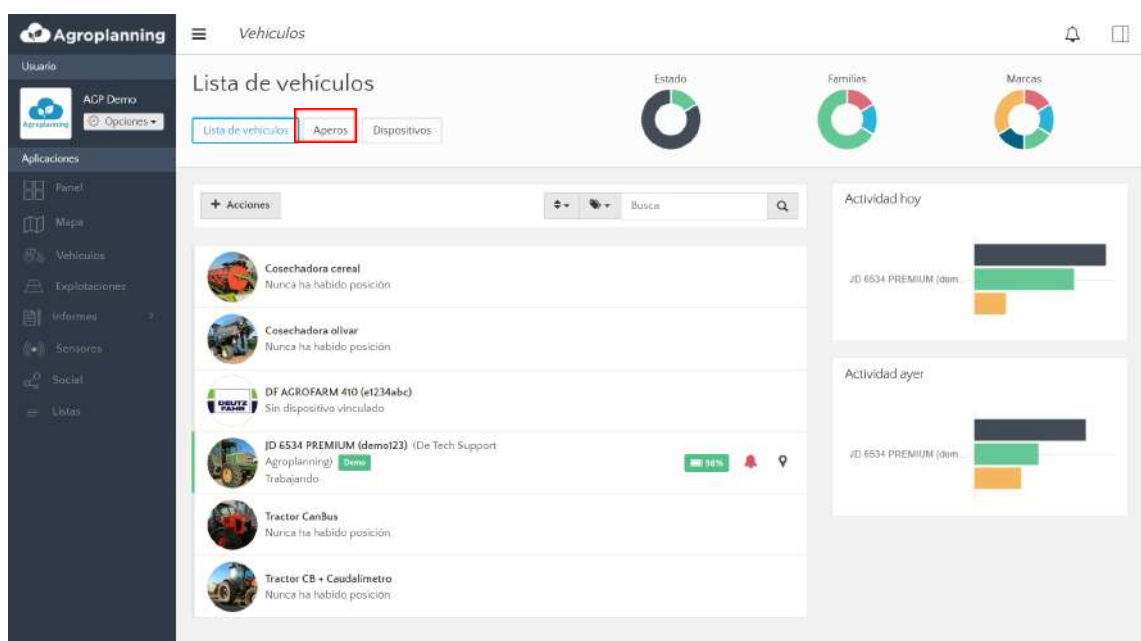 Agroplanning
Vehiculos
Usuario
AGP Demo
Opciones
Agroplanning
Aplicaciones
Panel
Mapa
Vehiculos
Explotaciones
Informes
Sensores
Social
Listas
Lista de vehículos
Lista de vehiculos
Aperos
Dispositivos
Estado
Familias
Marcas
+ Acciones
Busca
Cosechadora cereal
Nunca ha habido posición
Cosechadora olivar
Nunca ha habido posición
DEUTZ
FAHR
DF AGROFARM 410 (e1234abc)
Sin dispositivo vinculado
JD 6534 PREMIUM (demo123) (De Tech Support
Agroplanning) Demo
Trabajando
98%
Tractor CanBus
Nunca ha habido posición
Tractor CB + Caudalímetro
Nunca ha habido posición
Actividad hoy
JD 6534 PREMIUM (dem...
Actividad ayer
JD 6534 PREMIUM (dem...